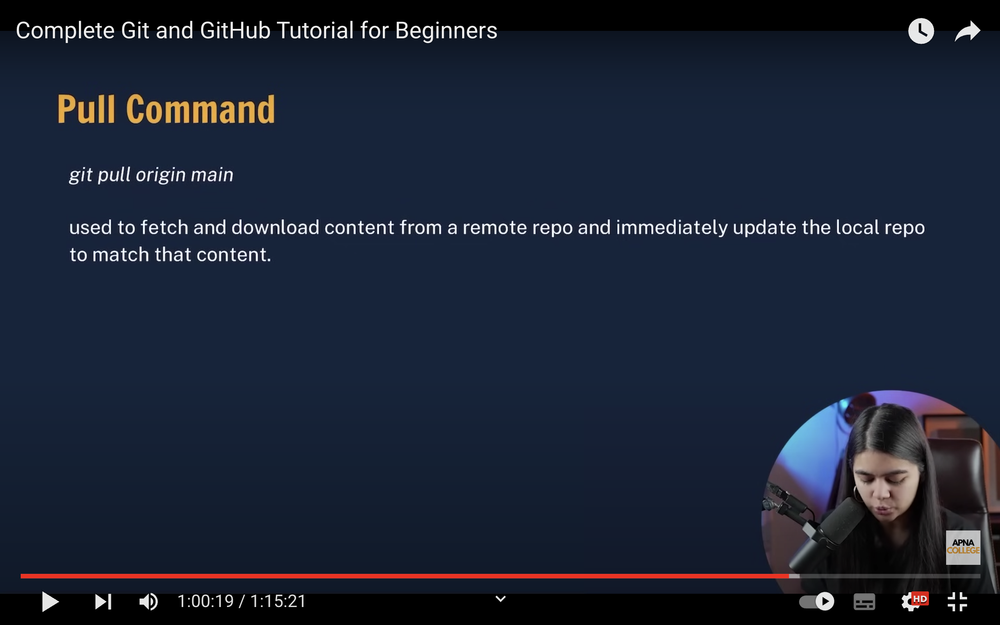 Complete Git and GitHub Tutorial for Beginners
Pull Command
git pull origin main
used to fetch and download content from a remote repo and immediately update the local repo
to match that content.
APNA
COLLEGE
1:00:19 / 1:15:21
HD